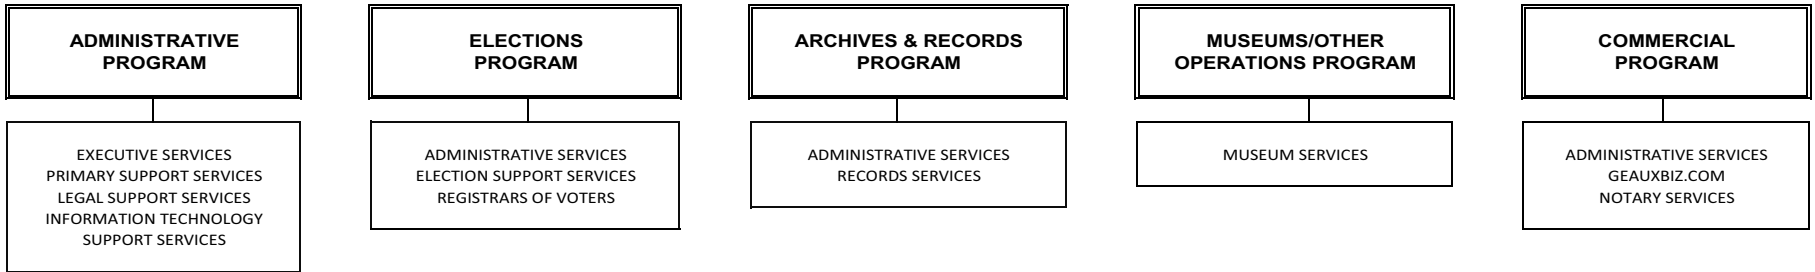 ADMINISTRATIVE
PROGRAM
EXECUTIVE SERVICES
PRIMARY SUPPORT SERVICES
LEGAL SUPPORT SERVICES
INFORMATION TECHNOLOGY
SUPPORT SERVICES
ELECTIONS
PROGRAM
ADMINISTRATIVE SERVICES
ELECTION SUPPORT SERVICES
REGISTRARS OF VOTERS
ARCHIVES & RECORDS
PROGRAM
ADMINISTRATIVE SERVICES
RECORDS SERVICES
MUSEUMS/OTHER
OPERATIONS PROGRAM
MUSEUM SERVICES
COMMERCIAL
PROGRAM
ADMINISTRATIVE SERVICES
GEAUXBIZ.COM
NOTARY SERVICES